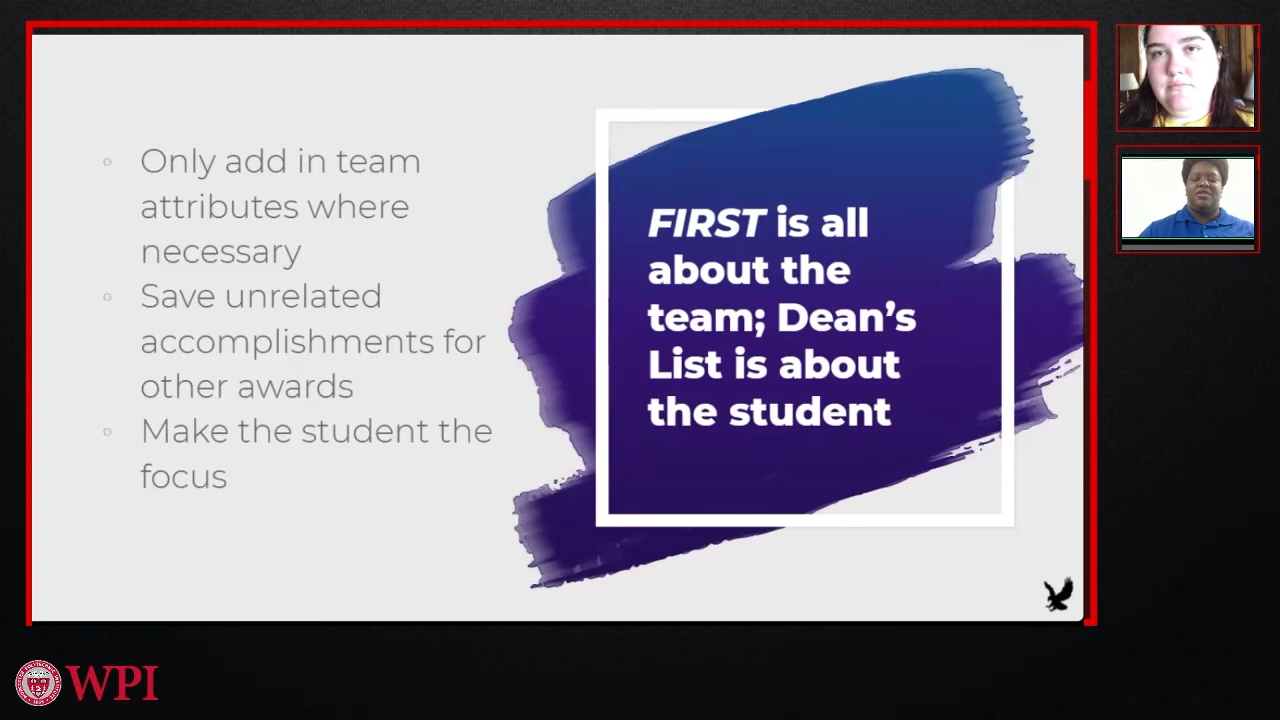 Only add in team
attributes where
necessary
Save unrelated
accomplishments for
other awards
Make the student the
focus
FIRST is all
about the
team; Dean’s
List is about
the student
WPI